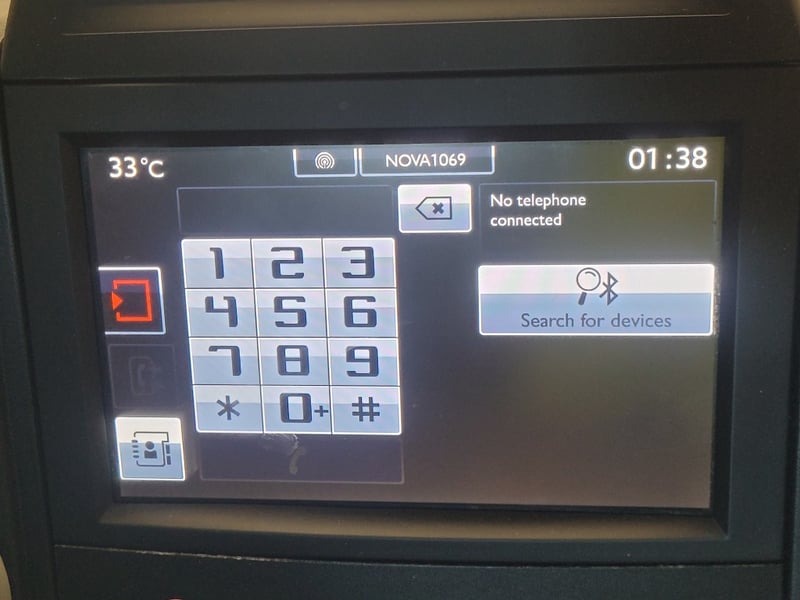 33°C
NOVA1069
01:38
No telephone
connected
1 2 3
4 5 6
Search for devices
7 8 9
* 0+ #